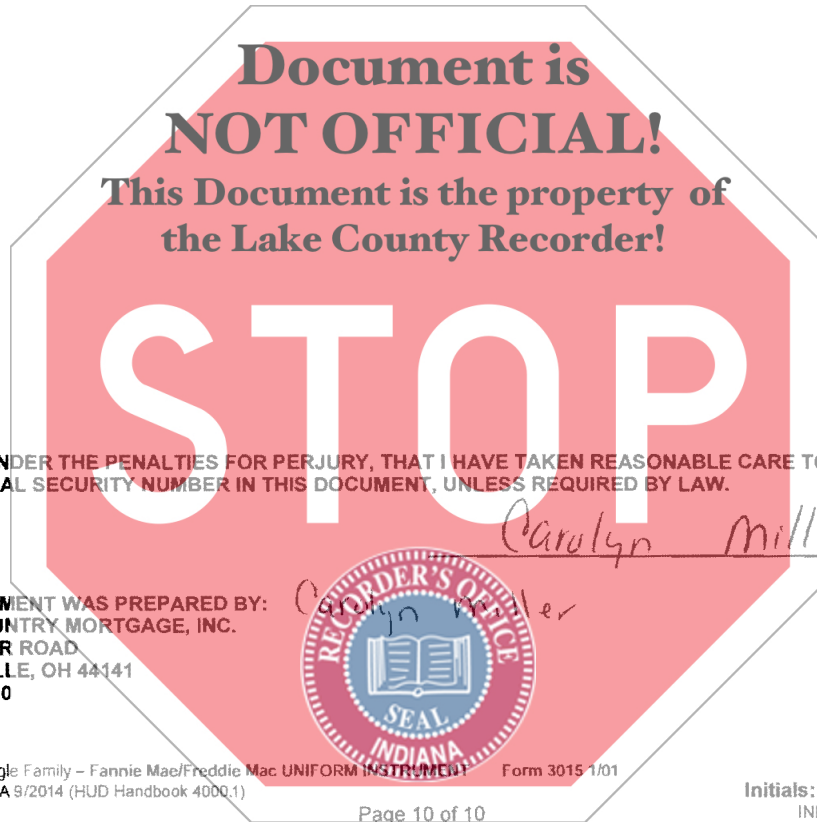 Document is
NOT OFFICIAL!
This Document is the property of
the Lake County Recorder!
STOP
NDER THE PENALTIES FOR PERJURY, THAT I HAVE TAKEN REASONABLE CARE TO
AL SECURITY NUMBER IN THIS DOCUMENT, UNLESS REQUIRED BY LAW.
Carolyn Mill
MENT WAS PREPARED BY: Carolyn Miller
UNTRY MORTGAGE, INC.
R ROAD
LLE, OH 44141
0
RECORDER'S OFFICE
SEAL
INDIANA
gle Family – Fannie Mae/Freddie Mac UNIFORM INSTRUMENT Form 3015 1/01
A 9/2014 (HUD Handbook 4000.1)
Initials:
Page 10 of 10